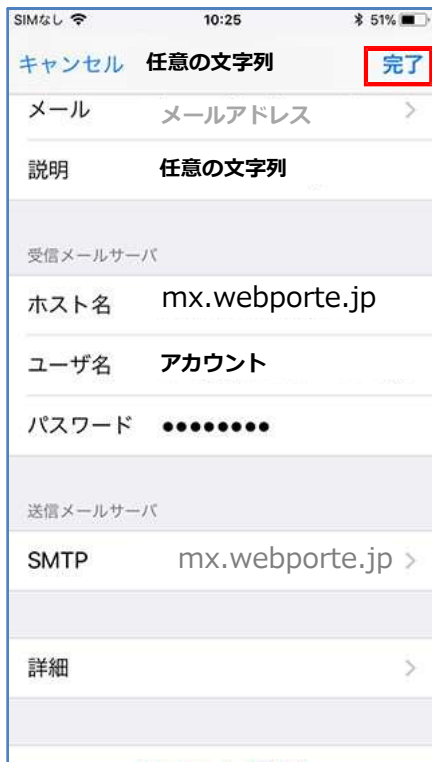 SIMなし 10:25 51%
キャンセル 任意の文字列 完了
メール メールアドレス
説明 任意の文字列
受信メールサーバ
ホスト名 mx.webporte.jp
ユーザ名 アカウント
パスワード ●●●●●●●●
送信メールサーバ
SMTP mx.webporte.jp
詳細